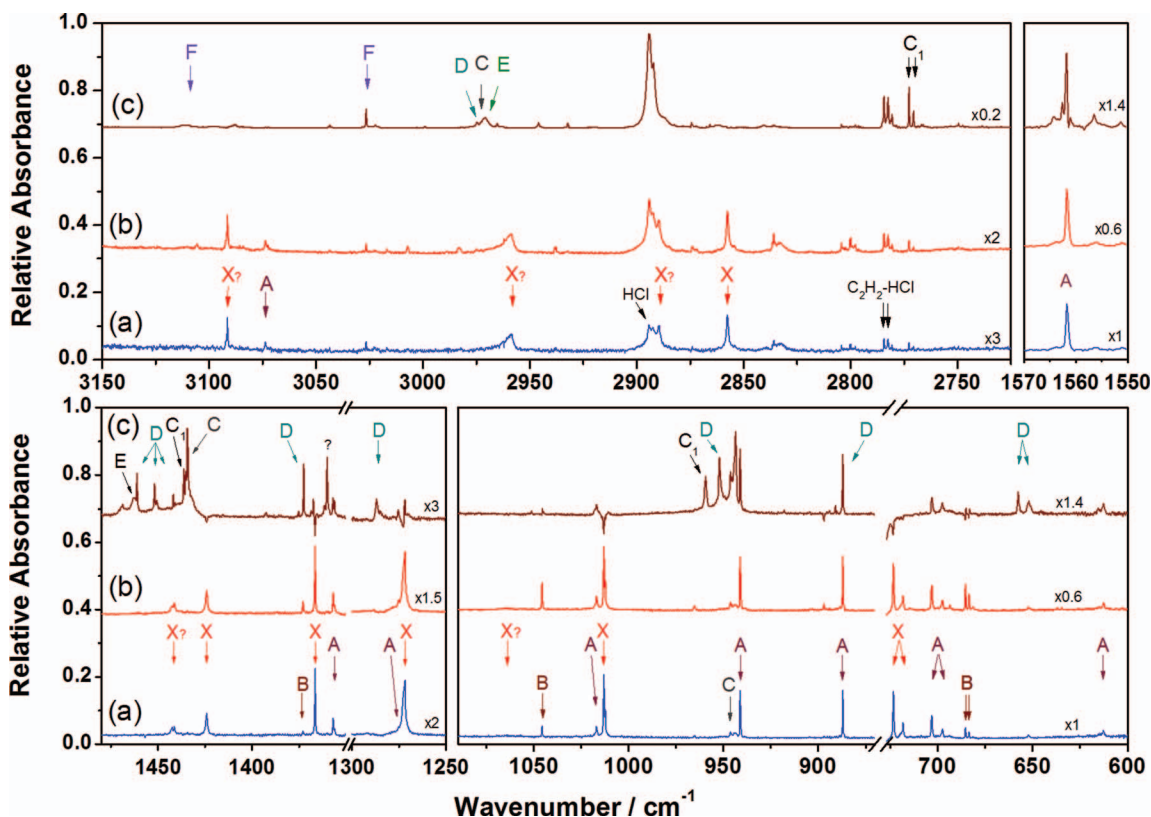 1.0
0.8
0.6
0.4
0.2
0.0
Relative Absorbance
(c)
F
F
D C E
C1
x0.2
x1.4
(b)
x2
x0.6
X?
A
X?
HCl
X?
X
C2H2-HCl
A
(a)
x3
x1
3150
3100
3050
3000
2950
2900
2850
2800
2750
1570 1560 1550
1.0
0.8
0.6
0.4
0.2
0.0
Relative Absorbance
(c)
E
D
C1
C
D
?
D
x3
C1
D
D
D
x1.4
(b)
x1.5
x0.6
X?
X
X
A
A
X
B
X?
B
A
X
C
A
A
X
A
B
A
(a)
x2
x1
1450
1400
1350
1300
1250
1050
1000
950
900
700
650
600
Wavenumber / cm-1